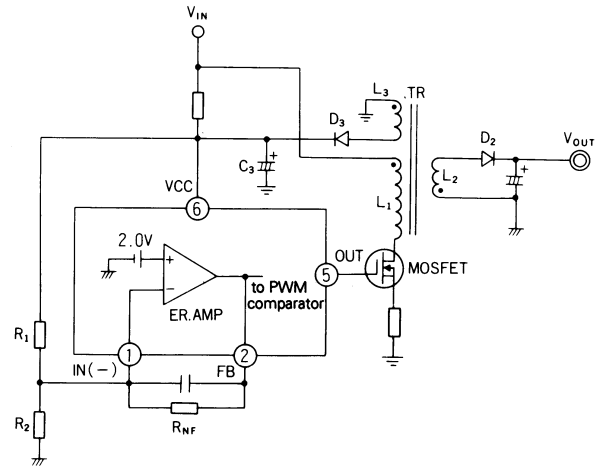 VIN
L3
.TR
D3
D2
VOUT
C3
+
L1
L2
+
VCC
6
2.0V
+
−
ER.AMP
to PWM
comparator
OUT
5
MOSFET
R1
1
2
IN(−)
FB
R2
RNF